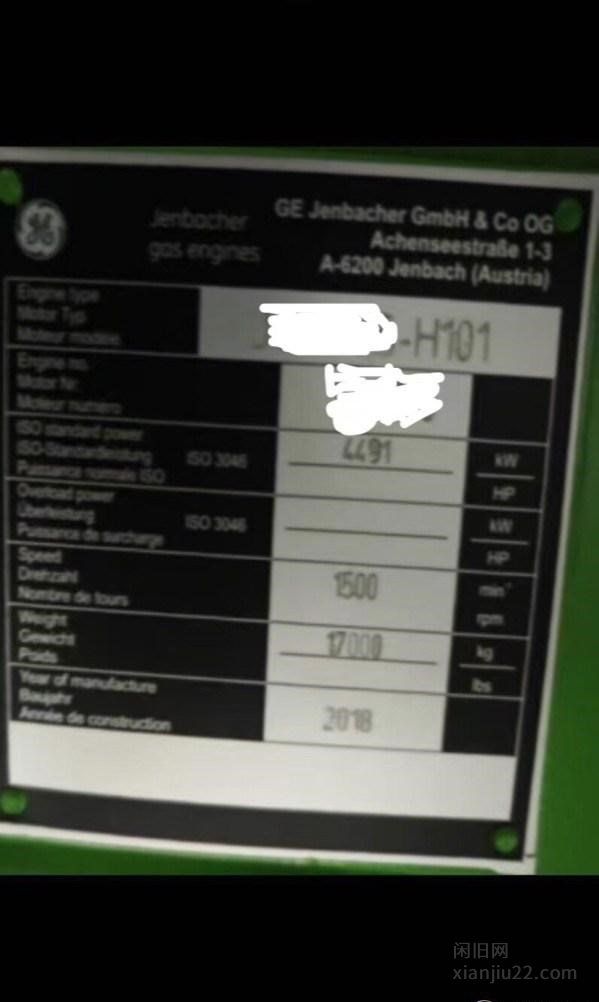 GE
Jenbacher
gas engines
GE Jenbacher GmbH & Co OG
Achenseestraße 1-3
A-6200 Jenbach (Austria)
Engine type
Motor Typ
Moteur modèle
-H101
Engine no.
Motor Nr.
Moteur numero
ISO standard power
ISO-Standardleistung
Puissance normale ISO
ISO 3046
4491
kW
HP
Overload power
Überleistung
Puissance de surcharge
ISO 3046
kW
HP
Speed
Drehzahl
Nombre de tours
1500
min⁻
rpm
Weight
Gewicht
Poids
17000
kg
lbs
Year of manufacture
Baujahr
Année de construction
2018
闲旧网
xianjiu22.com